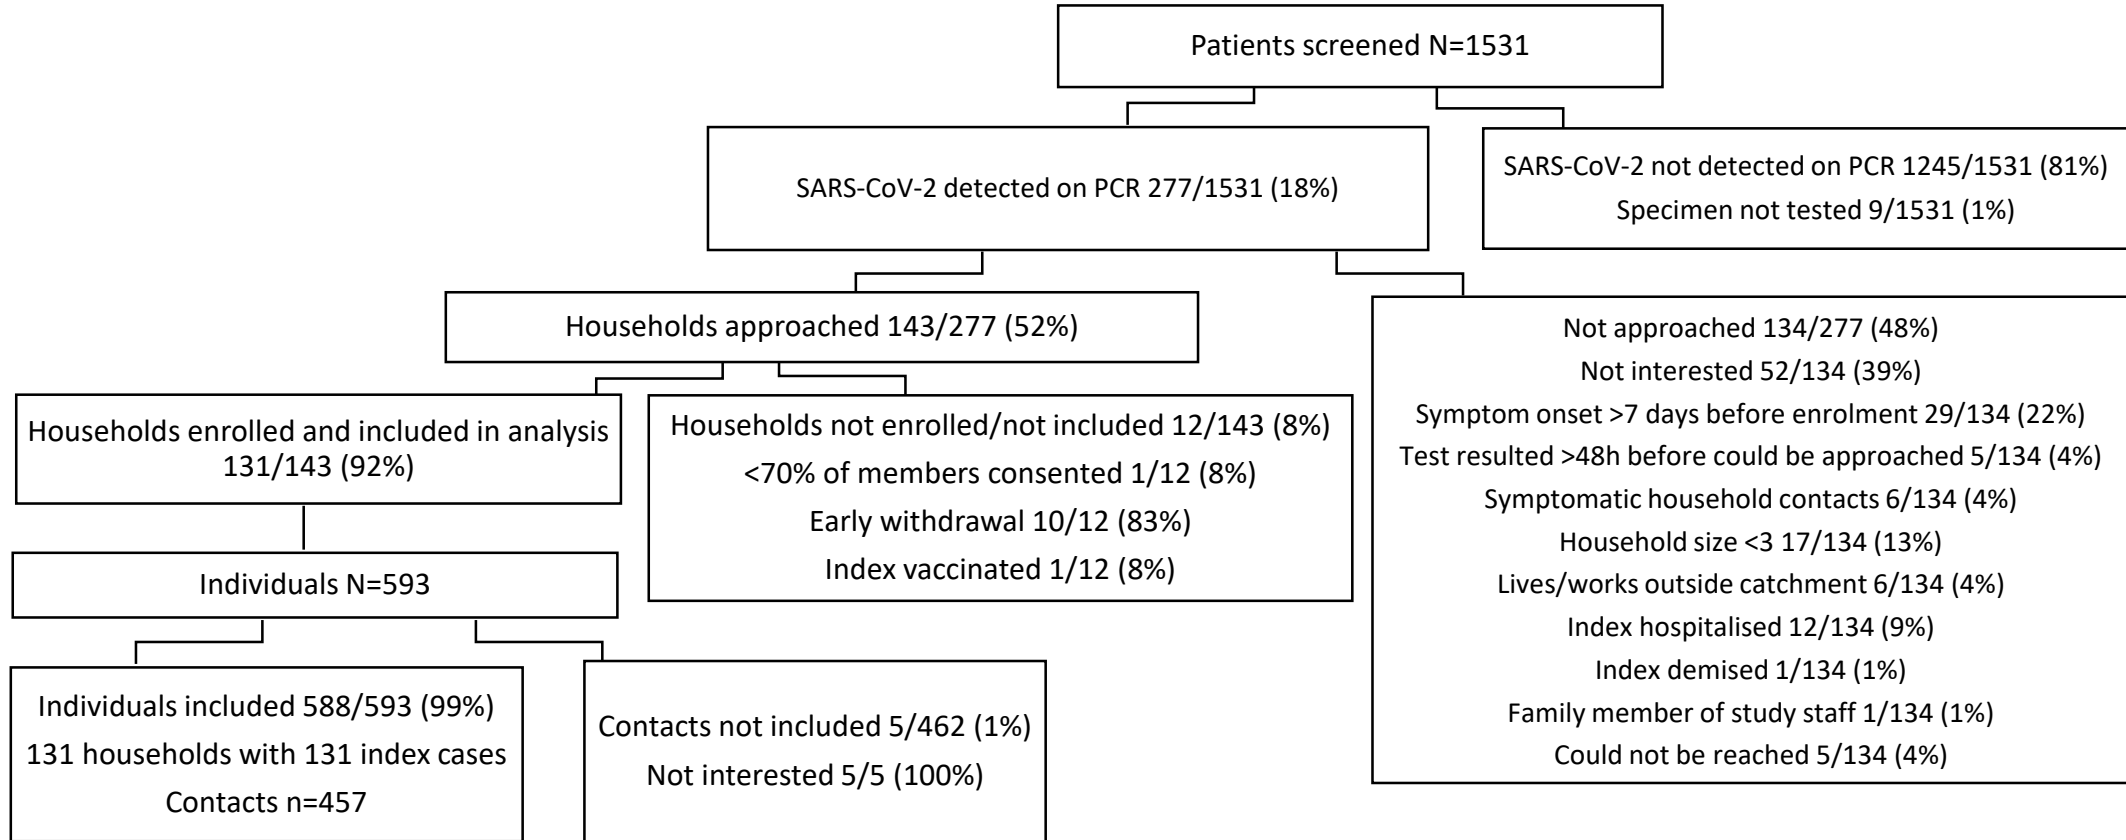 Patients screened N=1531
SARS-CoV-2 detected on PCR 277/1531 (18%)
SARS-CoV-2 not detected on PCR 1245/1531 (81%)
Specimen not tested 9/1531 (1%)
Households approached 143/277 (52%)
Not approached 134/277 (48%)
Not interested 52/134 (39%)
Symptom onset >7 days before enrolment 29/134 (22%)
Test resulted >48h before could be approached 5/134 (4%)
Symptomatic household contacts 6/134 (4%)
Household size <3 17/134 (13%)
Lives/works outside catchment 6/134 (4%)
Index hospitalised 12/134 (9%)
Index demised 1/134 (1%)
Family member of study staff 1/134 (1%)
Could not be reached 5/134 (4%)
Households enrolled and included in analysis
131/143 (92%)
Households not enrolled/not included 12/143 (8%)
<70% of members consented 1/12 (8%)
Early withdrawal 10/12 (83%)
Index vaccinated 1/12 (8%)
Individuals N=593
Individuals included 588/593 (99%)
131 households with 131 index cases
Contacts n=457
Contacts not included 5/462 (1%)
Not interested 5/5 (100%)